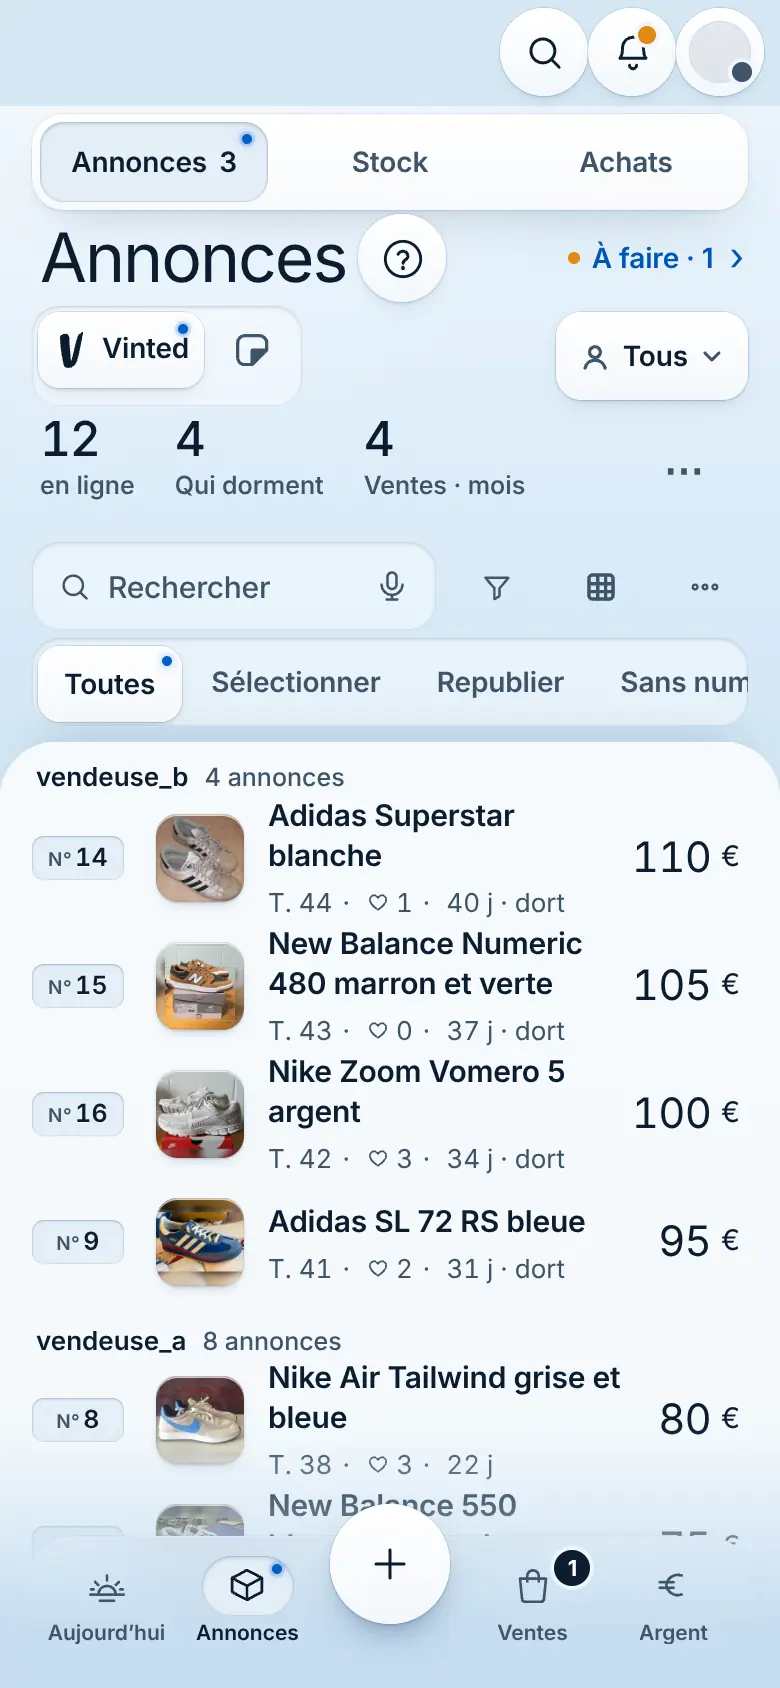 Annonces 3
Stock
Achats
Annonces
À faire · 1
Vinted
Tous
12
4
4
en ligne
Qui dorment
Ventes · mois
Rechercher
Toutes
Sélectionner
Republier
Sans num
vendeuse_b 4 annonces
Adidas Superstar
blanche
N° 14
110 €
T. 44 · 1 · 40 j · dort
New Balance Numeric
480 marron et verte
N° 15
105 €
T. 43 · 0 · 37 j · dort
Nike Zoom Vomero 5
argent
N° 16
100 €
T. 42 · 3 · 34 j · dort
Adidas SL 72 RS bleue
N° 9
95 €
T. 41 · 2 · 31 j · dort
vendeuse_a 8 annonces
Nike Air Tailwind grise et
bleue
N° 8
80 €
T. 38 · 3 · 22 j
New Balance 550
1
Aujourd’hui
Annonces
Ventes
Argent